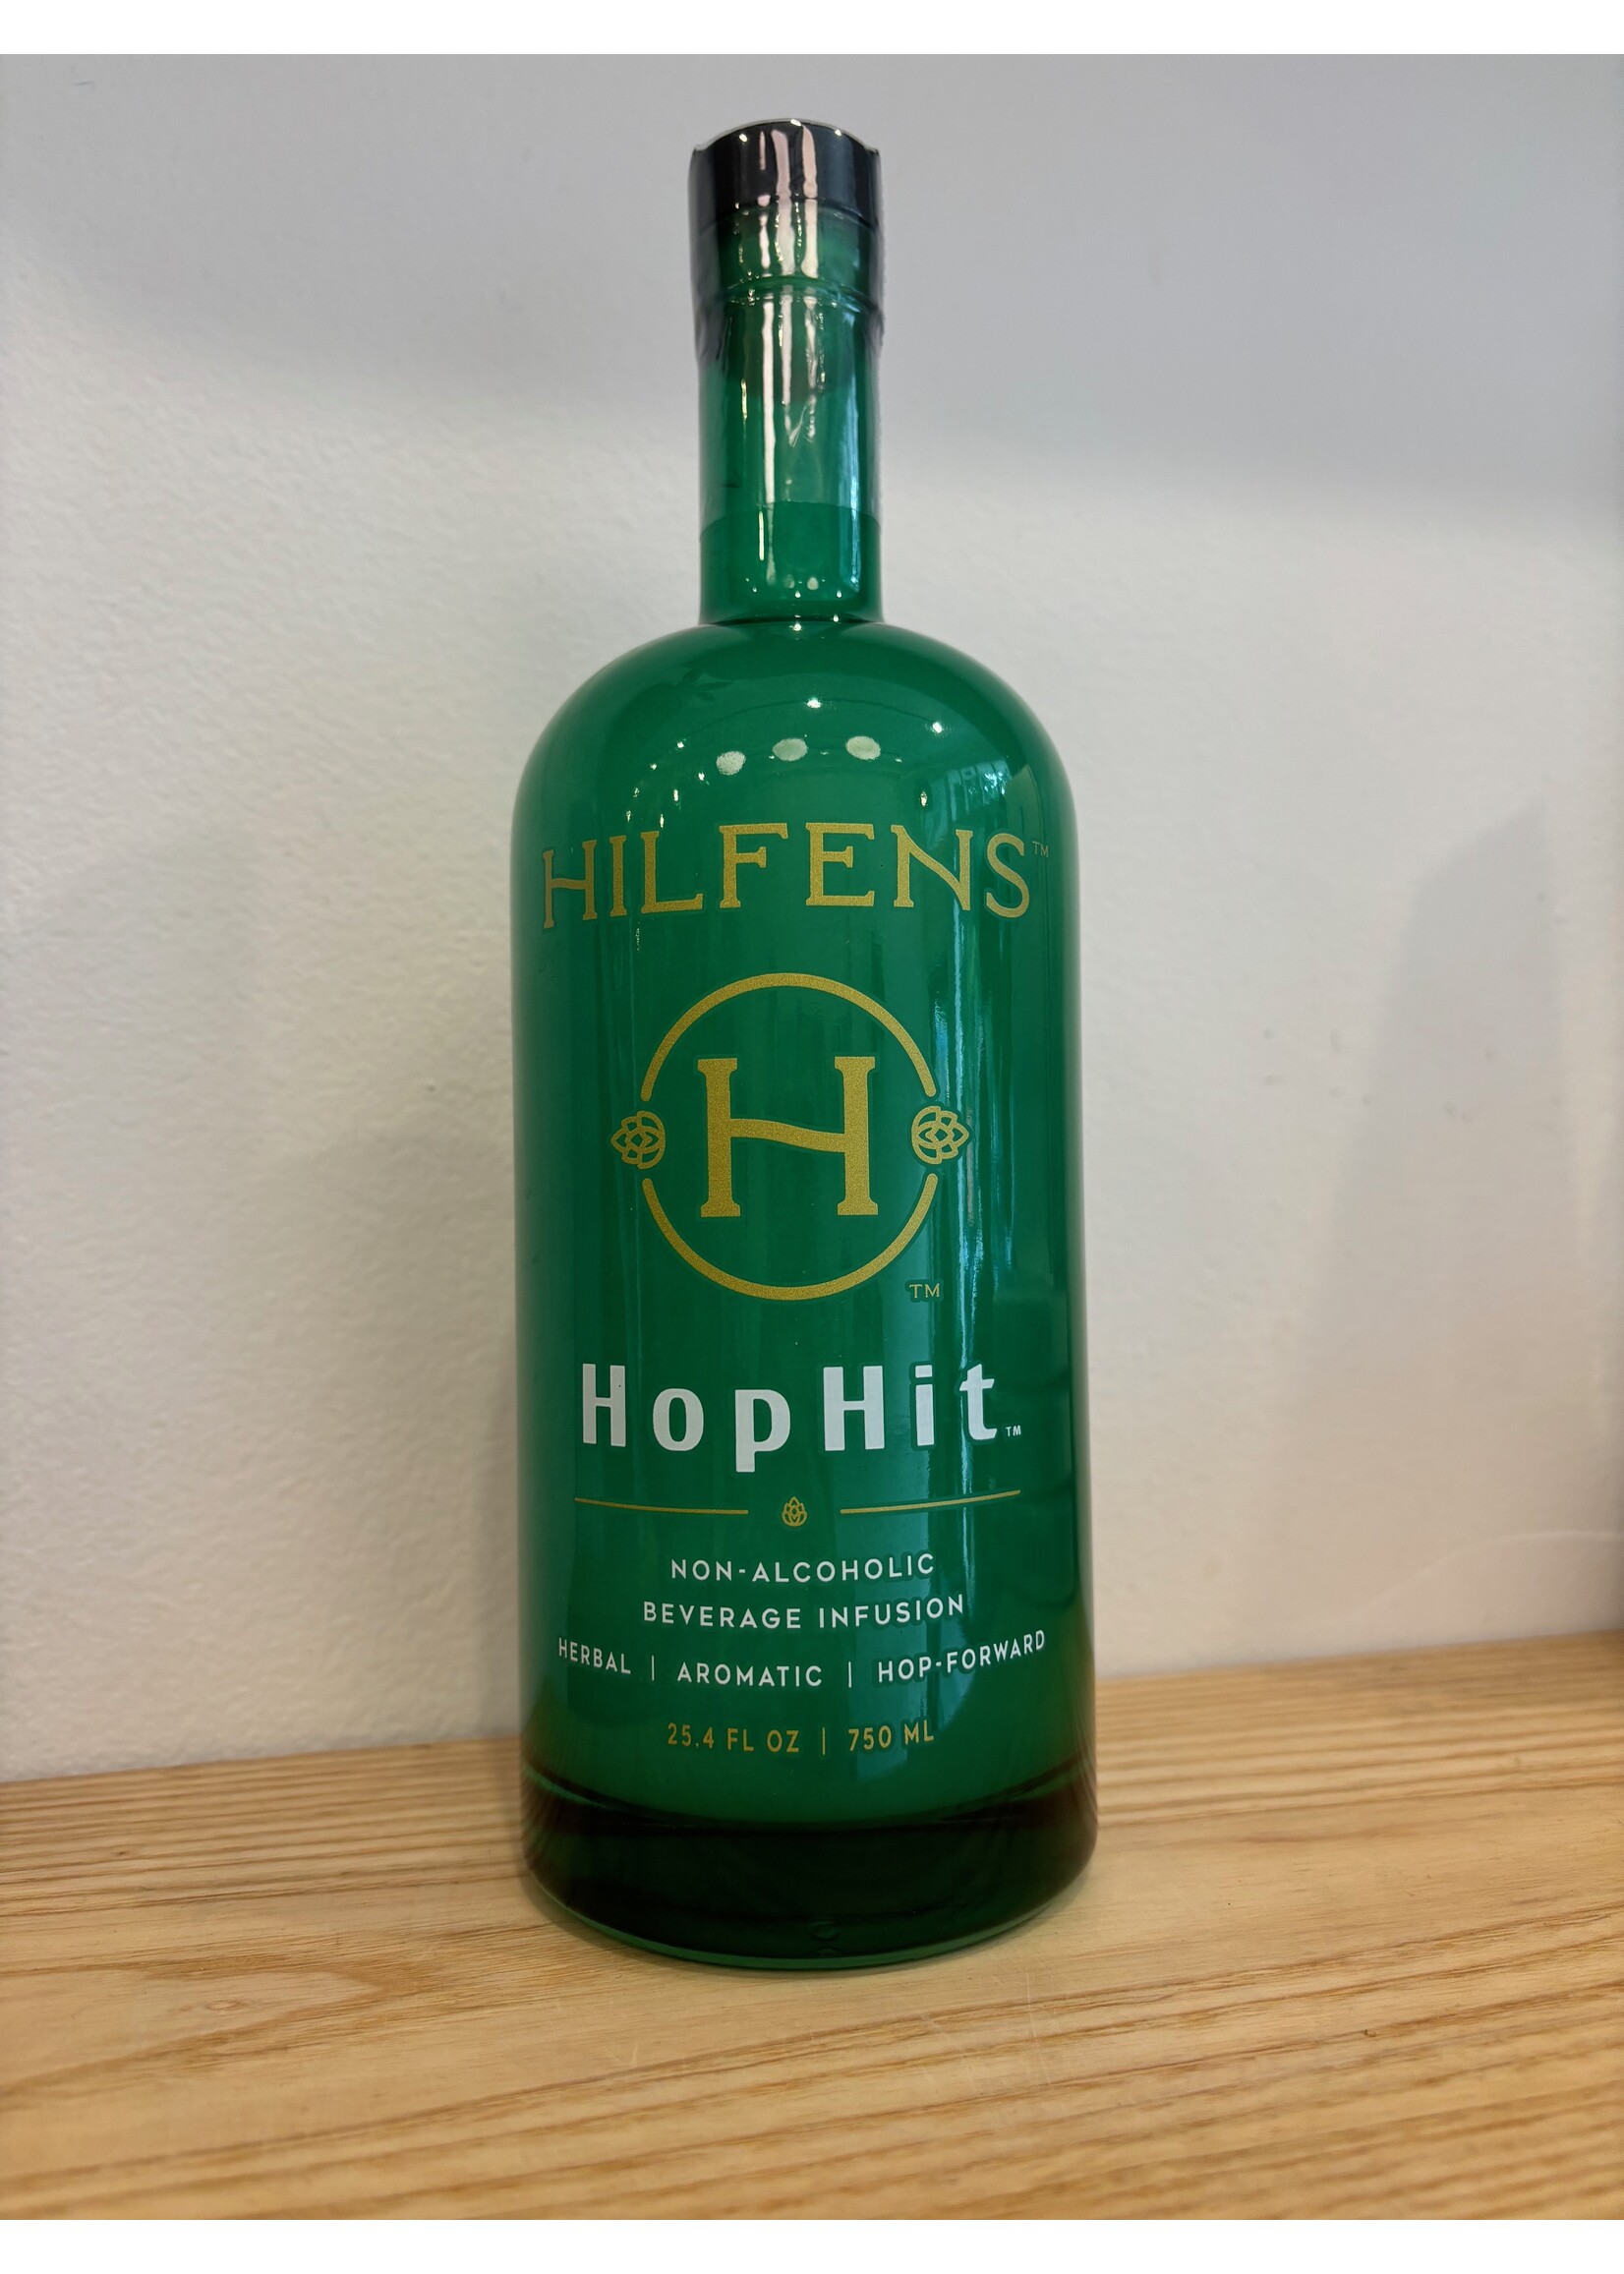 HILFENS™
H
TM
HopHit™
NON-ALCOHOLIC
BEVERAGE INFUSION
HERBAL | AROMATIC | HOP-FORWARD
25.4 FL OZ | 750 ML